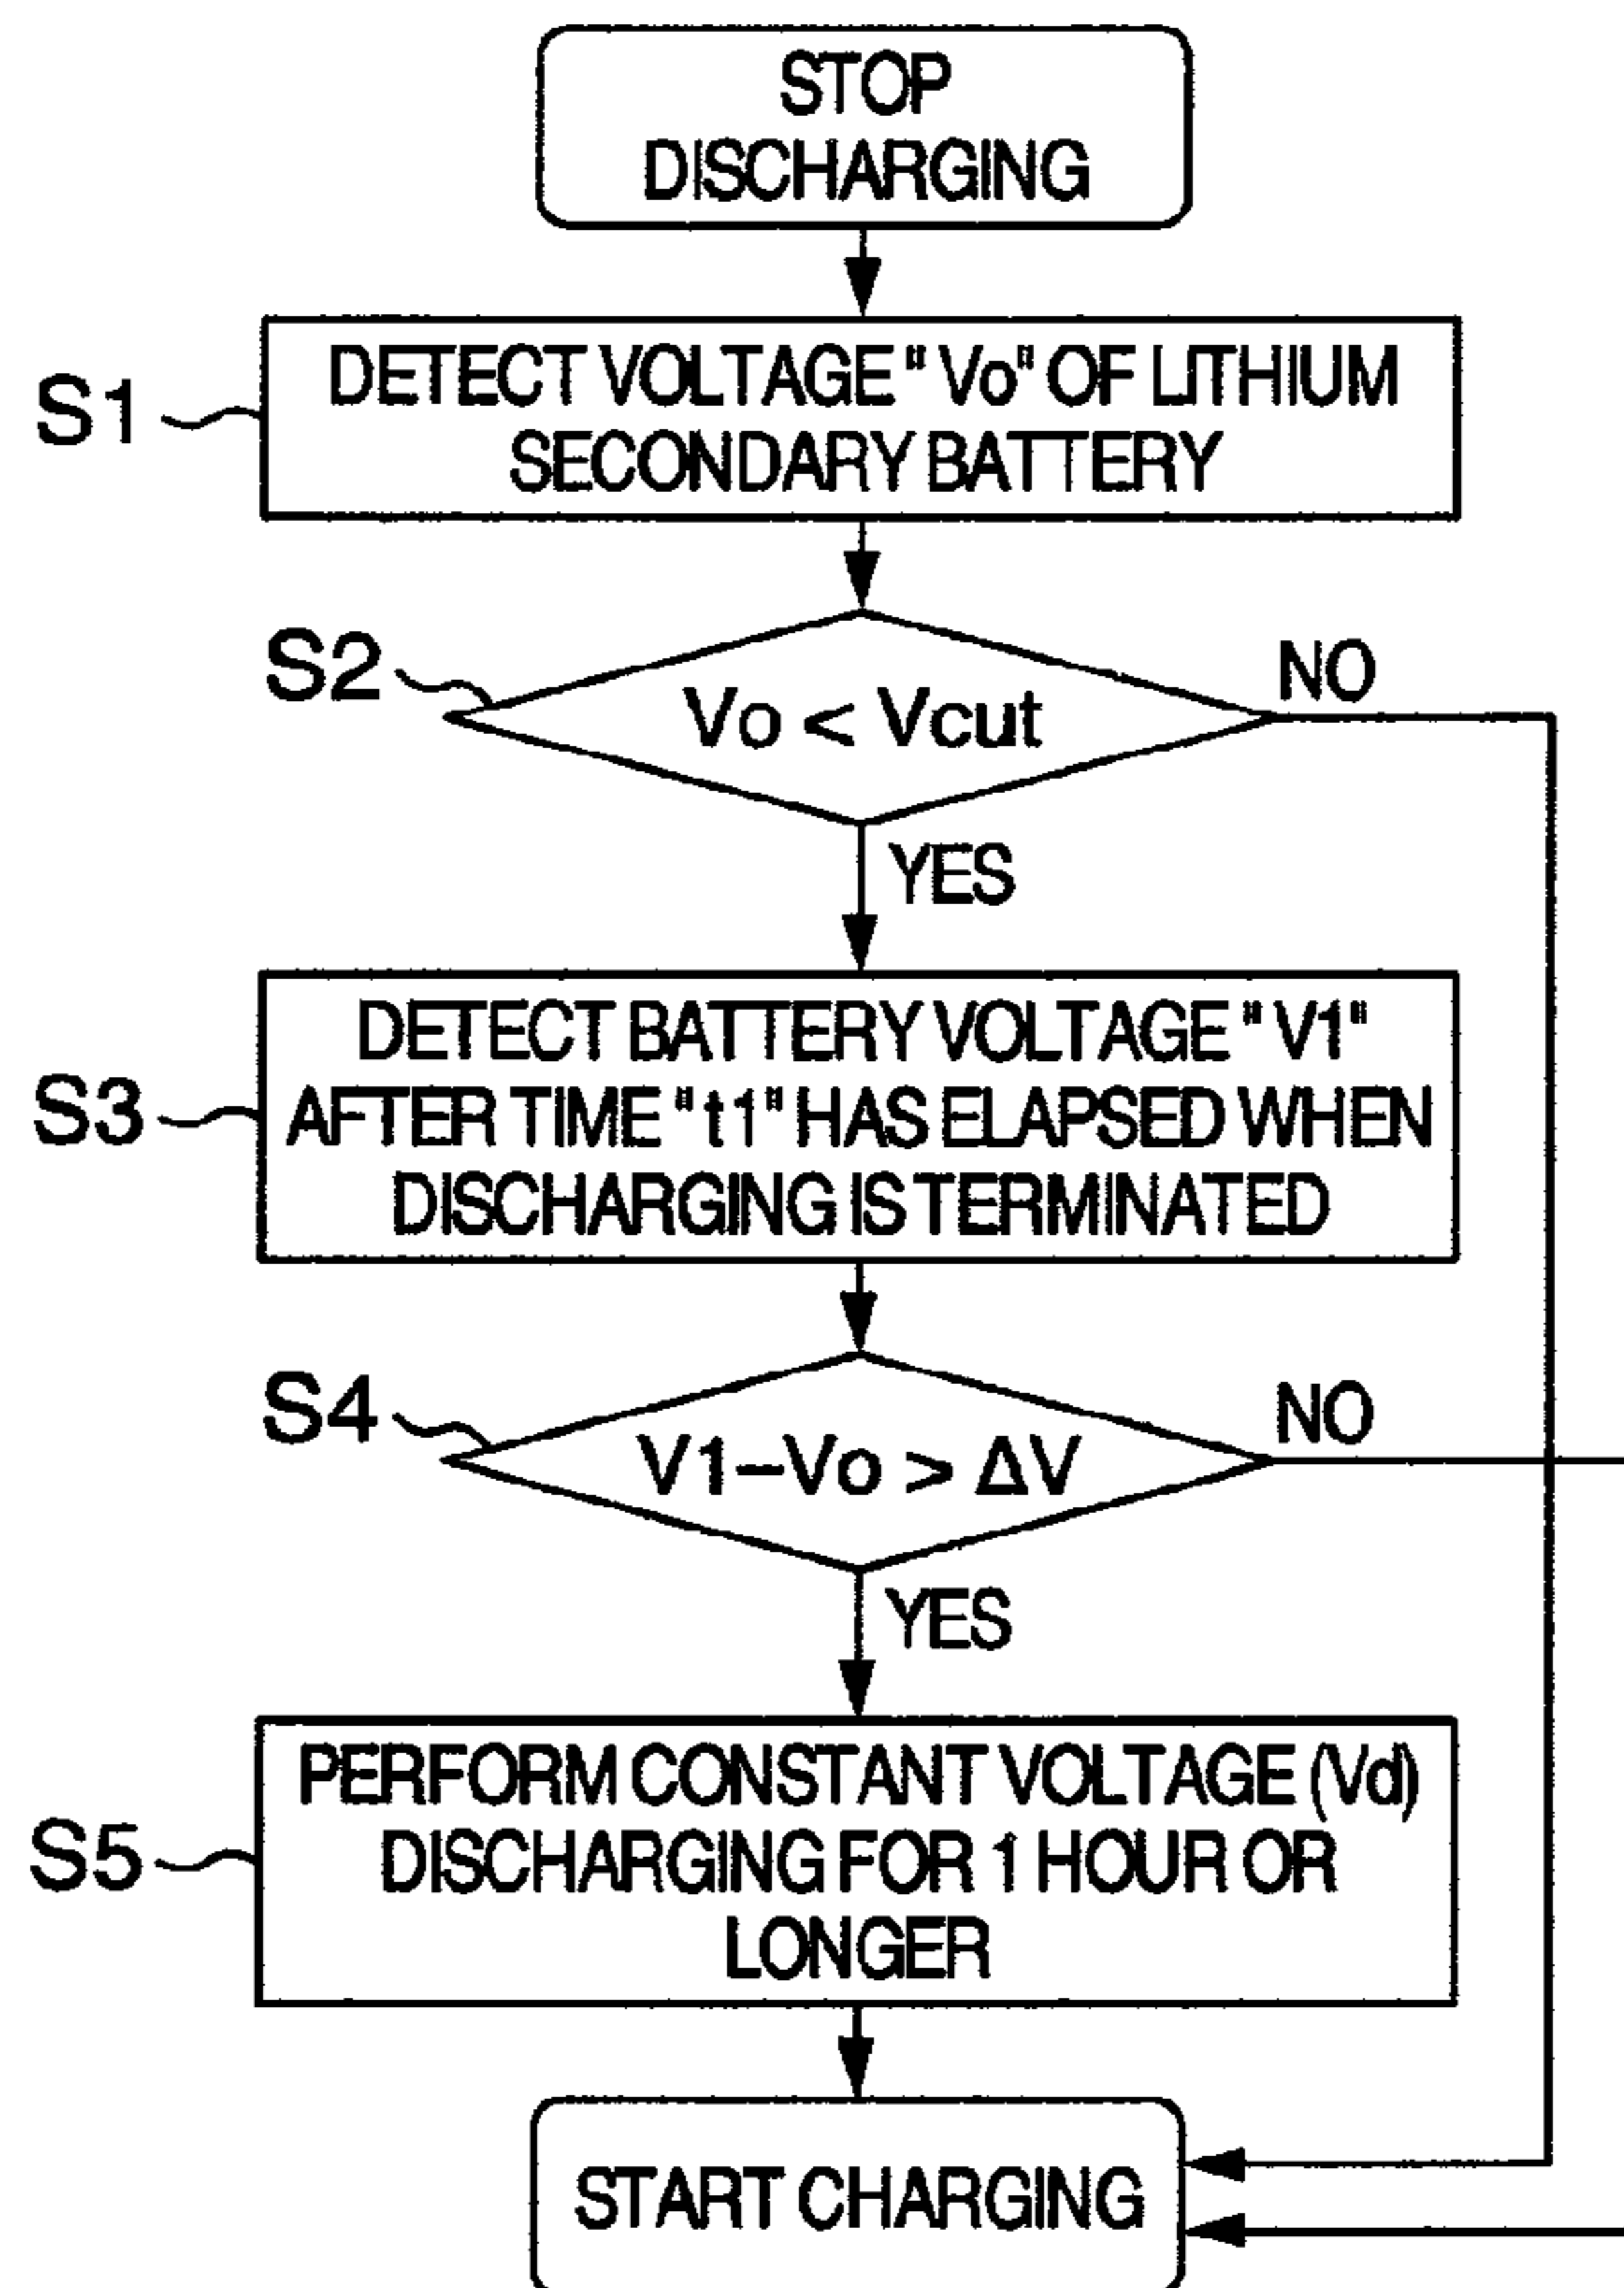 STOP
DISCHARGING
S1
DETECT VOLTAGE "Vo" OF LITHIUM
SECONDARY BATTERY
S2
Vo < Vcut
NO
YES
S3
DETECT BATTERY VOLTAGE "V1"
AFTER TIME "t1" HAS ELAPSED WHEN
DISCHARGING IS TERMINATED
S4
V1–Vo > ΔV
NO
YES
S5
PERFORM CONSTANT VOLTAGE (Vd)
DISCHARGING FOR 1 HOUR OR
LONGER
START CHARGING